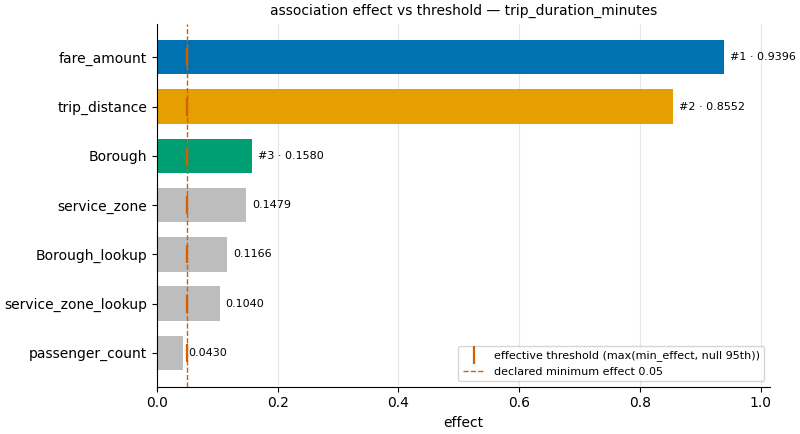 association effect vs threshold — trip_duration_minutes
fare_amount
#1 · 0.9396
trip_distance
#2 · 0.8552
Borough
#3 · 0.1580
service_zone
0.1479
Borough_lookup
0.1166
service_zone_lookup
0.1040
passenger_count
0.0430
effective threshold (max(min_effect, null 95th))
declared minimum effect 0.05
0.0 0.2 0.4 0.6 0.8 1.0
effect